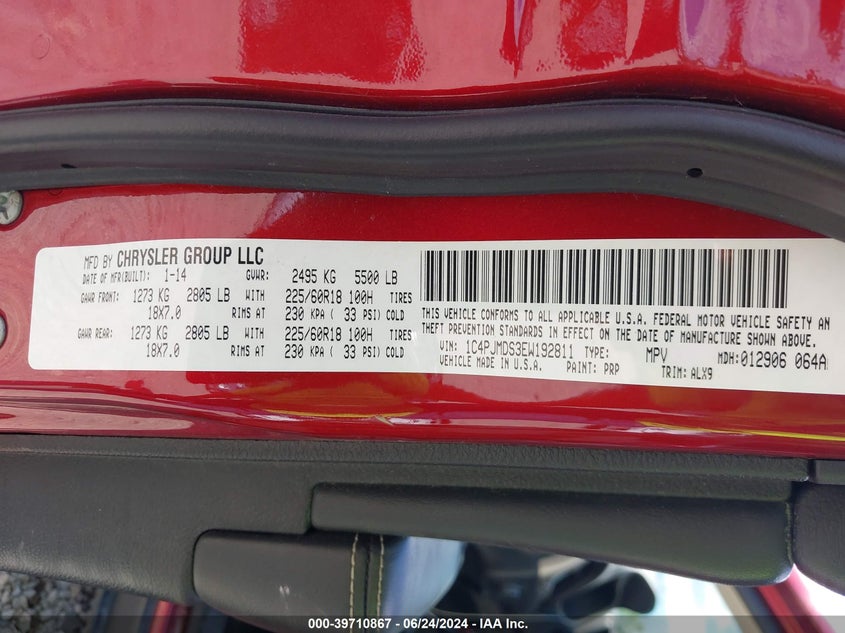 MFD BY CHRYSLER GROUP LLC
DATE OF MFR(BUILT): 1-14 GVWR: 2495 KG 5500 LB
GAWR FRONT: 1273 KG 2805 LB WITH 225/60R18 100H TIRES
18X7.0 RIMS AT 230 KPA ( 33 PSI) COLD
GAWR REAR: 1273 KG 2805 LB WITH 225/60R18 100H TIRES
18X7.0 RIMS AT 230 KPA ( 33 PSI) COLD
THIS VEHICLE CONFORMS TO ALL APPLICABLE U.S.A. FEDERAL MOTOR VEHICLE SAFETY AN
THEFT PREVENTION STANDARDS IN EFFECT ON THE DATE OF MANUFACTURE SHOWN ABOVE.
VIN: 1C4PJMDS3EW192811 TYPE: MPV MDH:012906 064A
VEHICLE MADE IN U.S.A. PAINT: PRP TRIM: ALX9
000-39710867 - 06/24/2024 - IAA Inc.